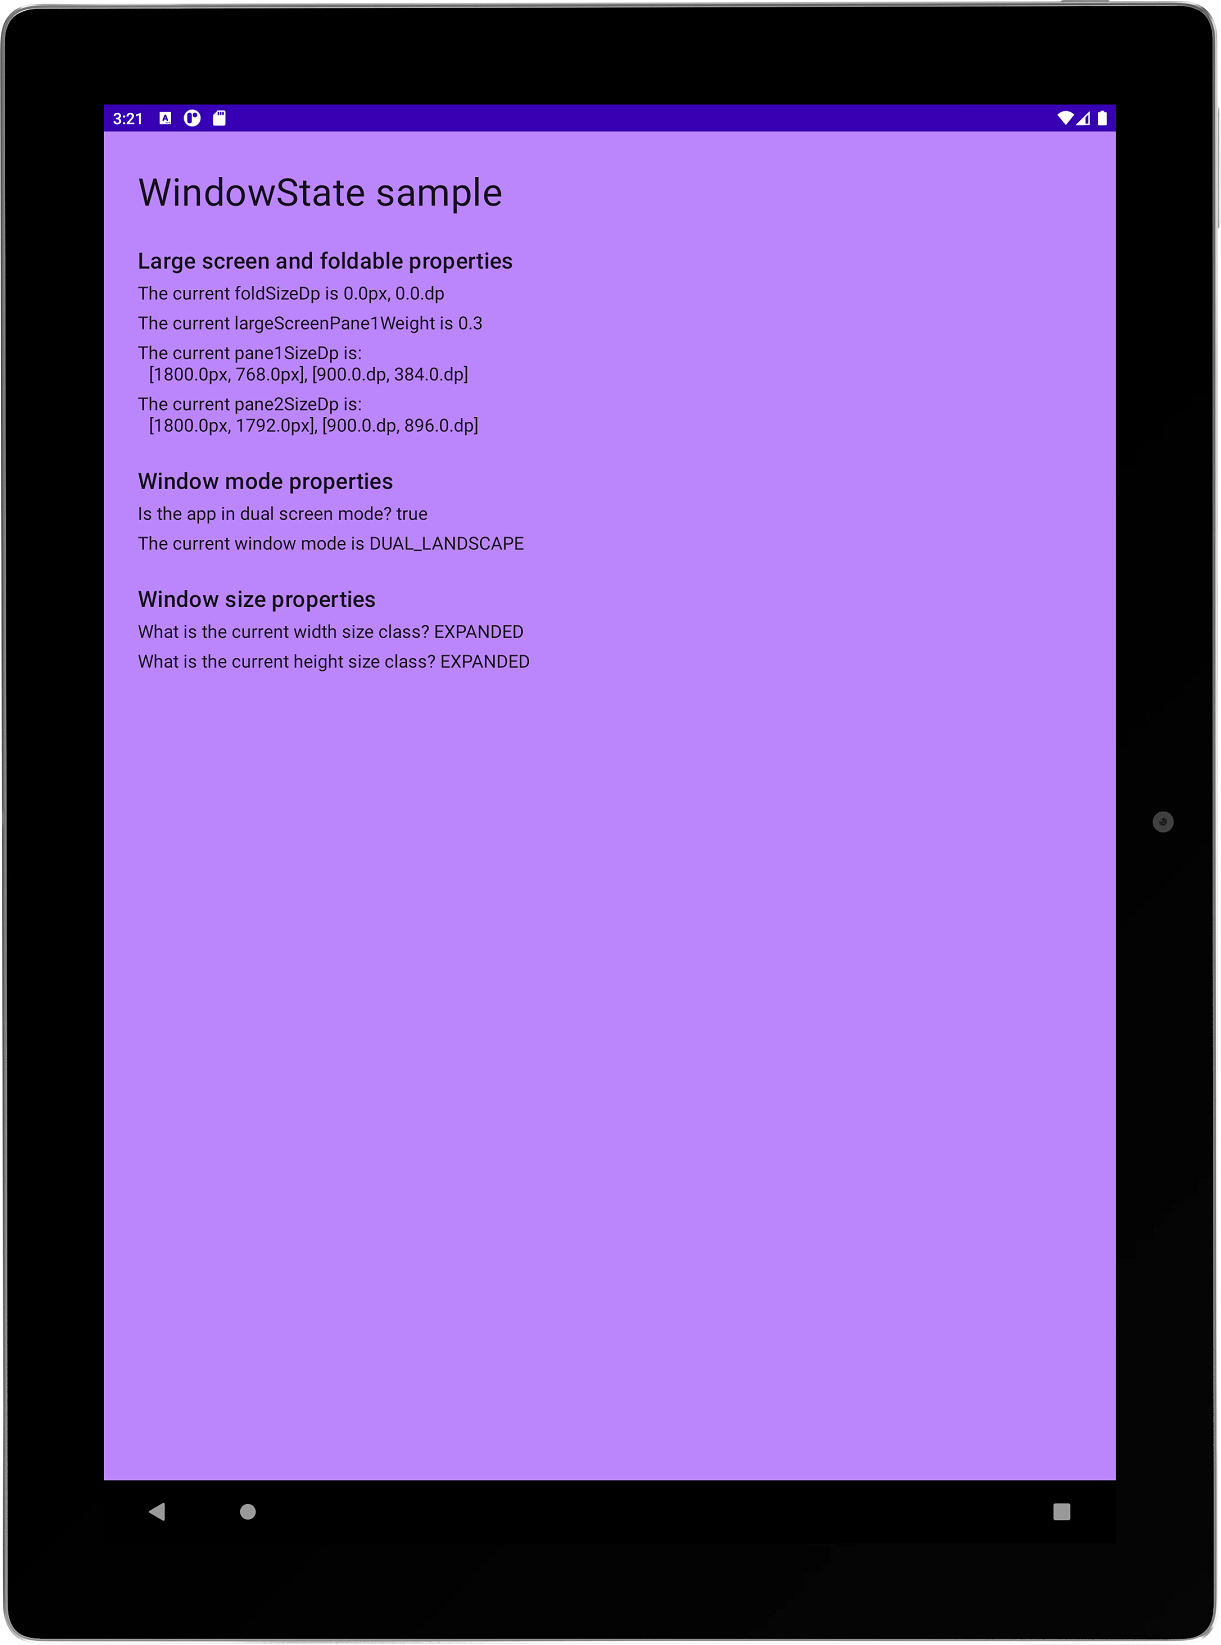 3:21
WindowState sample
Large screen and foldable properties
The current foldSizeDp is 0.0px, 0.0.dp
The current largeScreenPane1Weight is 0.3
The current pane1SizeDp is:
[1800.0px, 768.0px], [900.0.dp, 384.0.dp]
The current pane2SizeDp is:
[1800.0px, 1792.0px], [900.0.dp, 896.0.dp]
Window mode properties
Is the app in dual screen mode? true
The current window mode is DUAL_LANDSCAPE
Window size properties
What is the current width size class? EXPANDED
What is the current height size class? EXPANDED